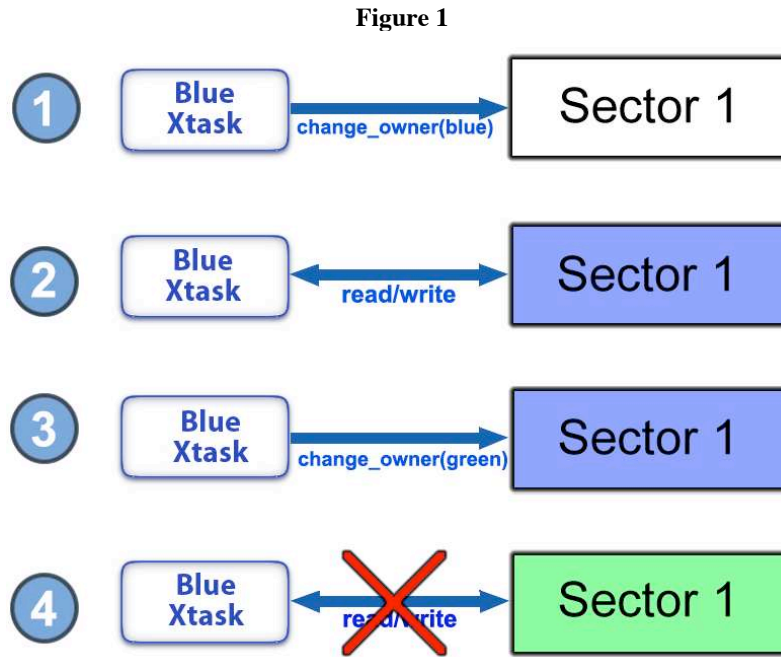 Figure 1
1
Blue
Xtask
change_owner(blue)
Sector 1
2
Blue
Xtask
read/write
Sector 1
3
Blue
Xtask
change_owner(green)
Sector 1
4
Blue
Xtask
read/write
Sector 1